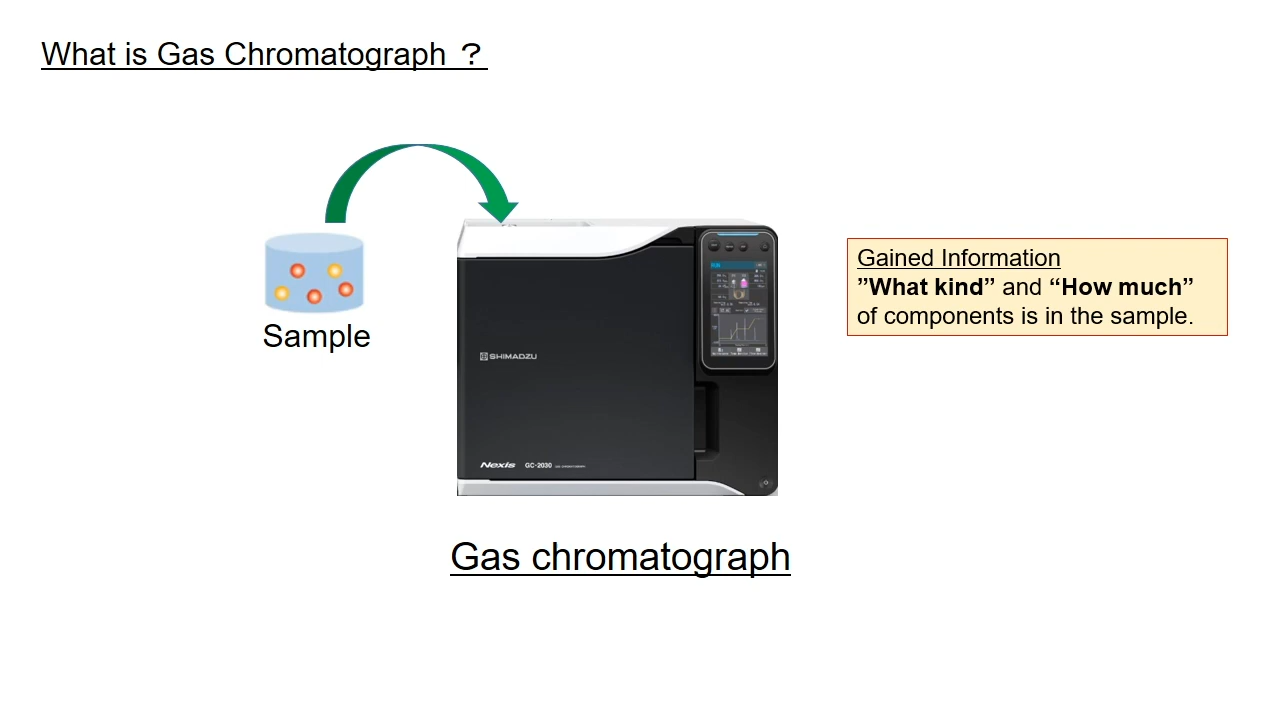 What is Gas Chromatograph ？
Sample
SHIMADZU
Nexis GC-2030
Gained Information
”What kind” and “How much”
of components is in the sample.
Gas chromatograph